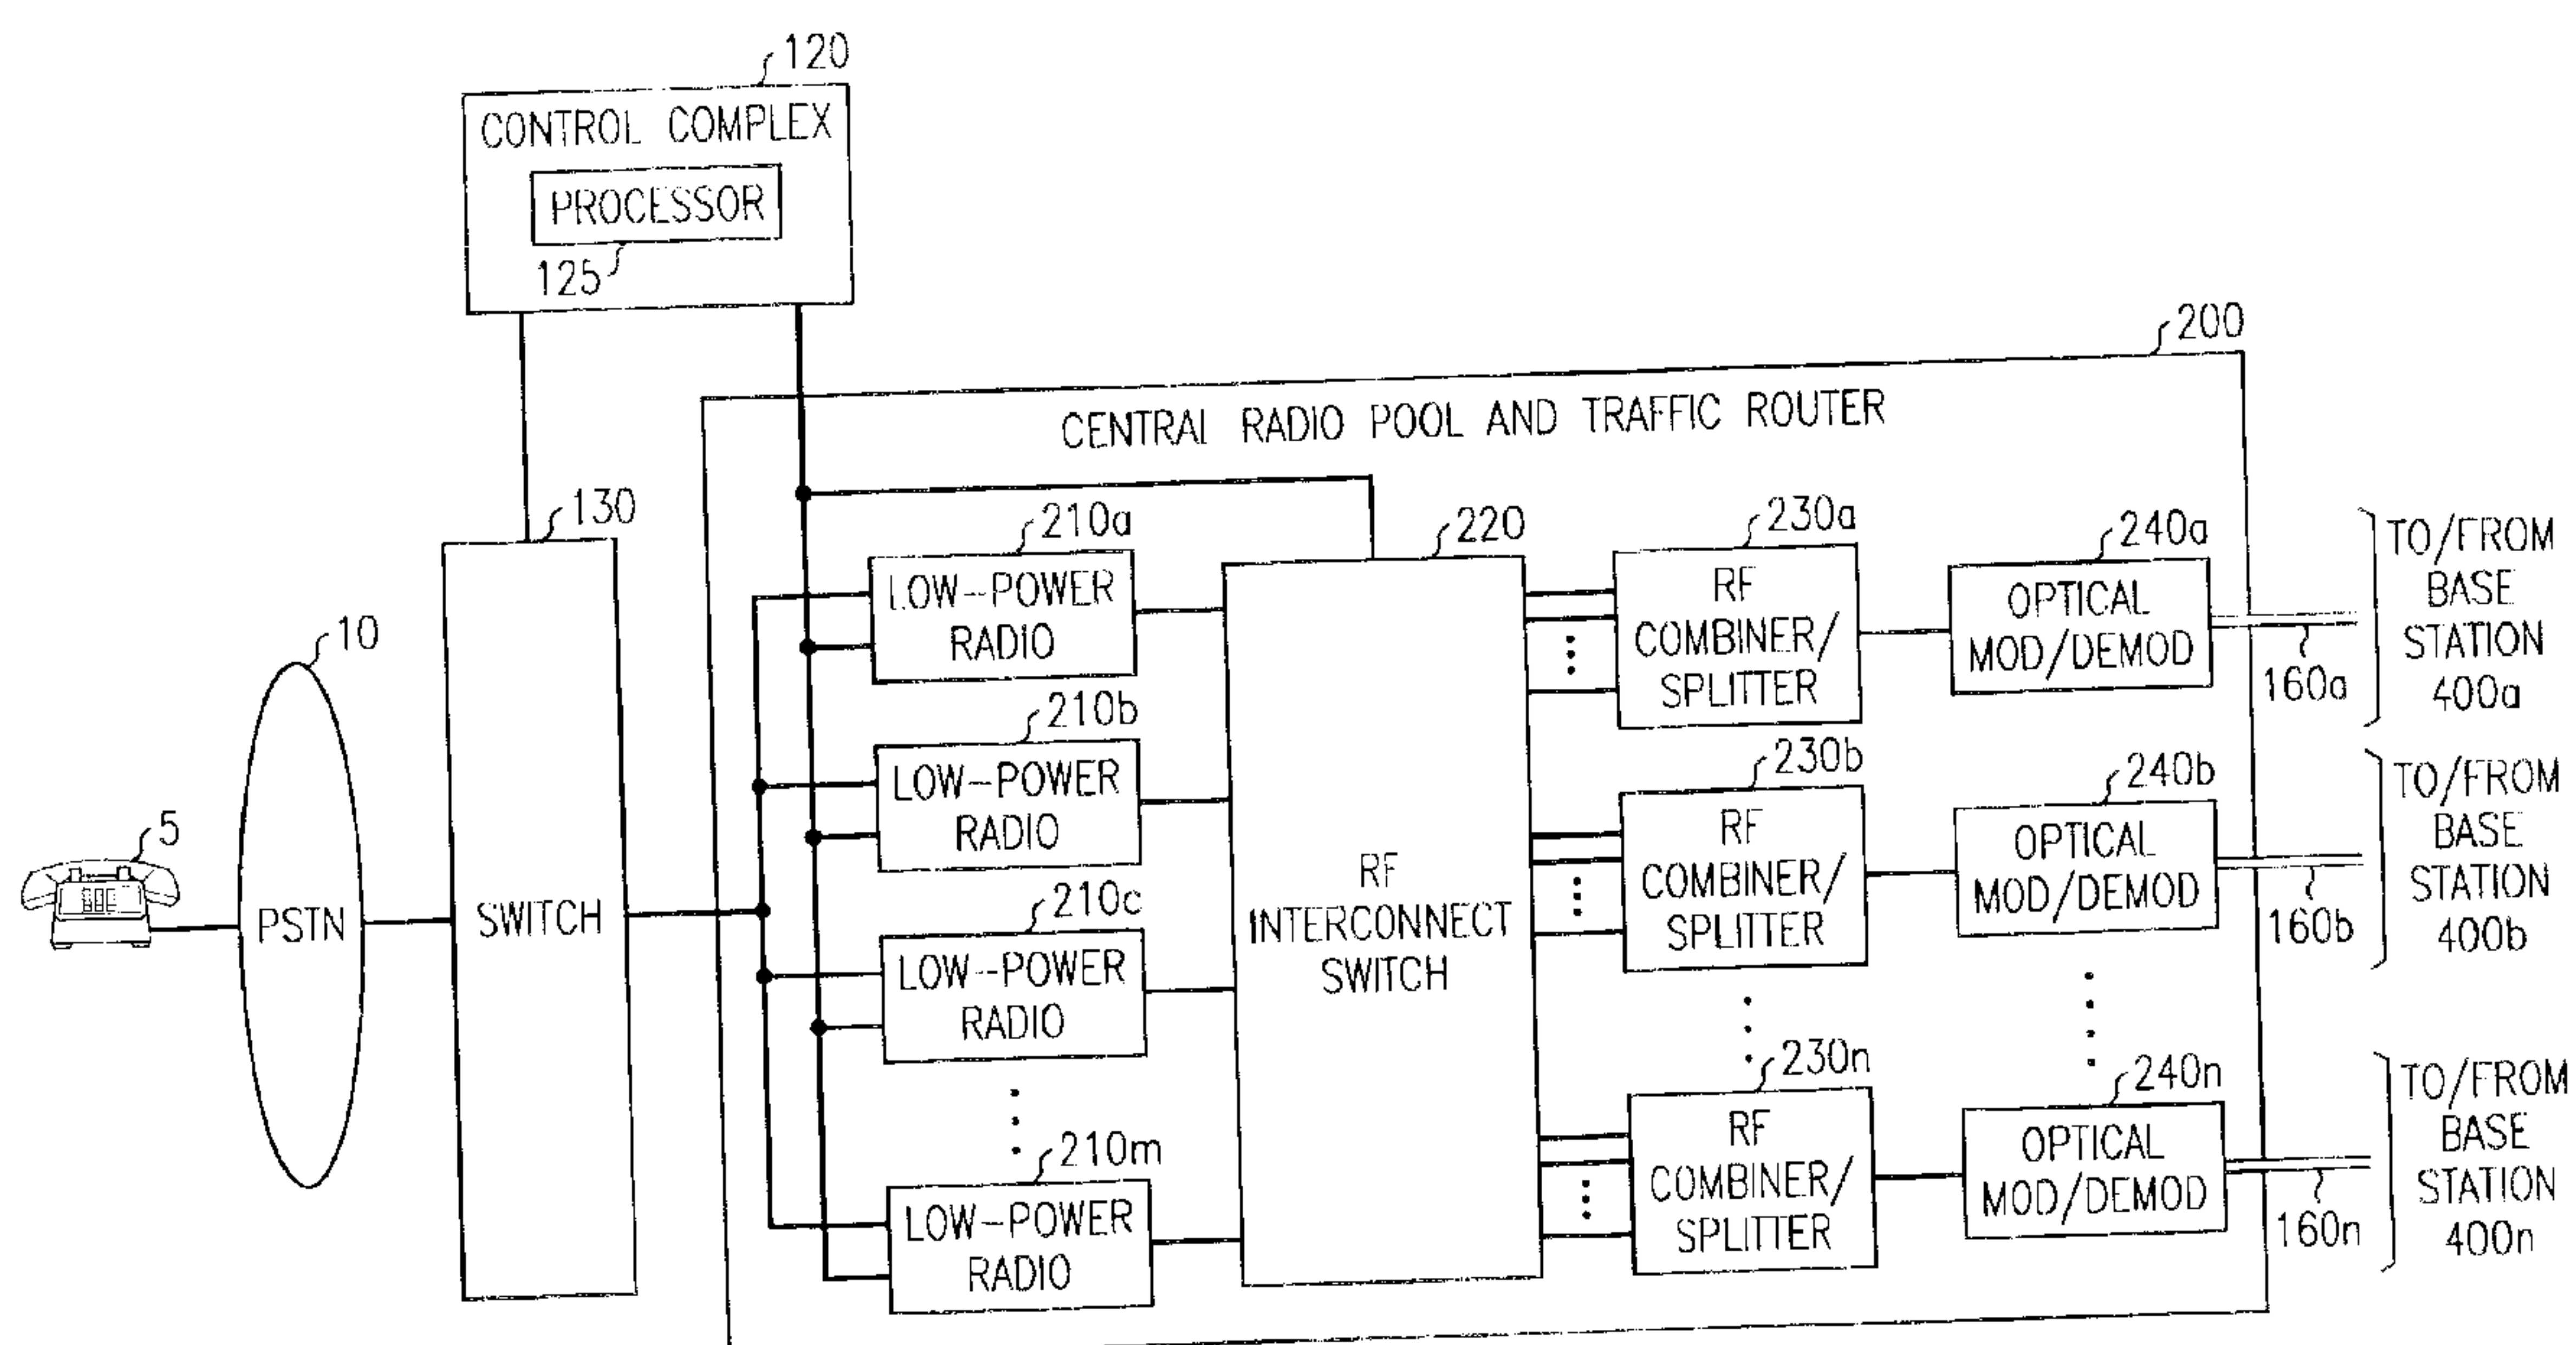 120
CONTROL COMPLEX
PROCESSOR
125
200
CENTRAL RADIO POOL AND TRAFFIC ROUTER
130
SWITCH
10
PSTN
5
210a
LOW-POWER
RADIO
210b
LOW-POWER
RADIO
210c
LOW-POWER
RADIO
210m
LOW-POWER
RADIO
220
RF
INTERCONNECT
SWITCH
230a
RF
COMBINER/
SPLITTER
230b
RF
COMBINER/
SPLITTER
230n
RF
COMBINER/
SPLITTER
240a
OPTICAL
MOD/DEMOD
240b
OPTICAL
MOD/DEMOD
240n
OPTICAL
MOD/DEMOD
160a
160b
160n
TO/FROM
BASE
STATION
400a
TO/FROM
BASE
STATION
400b
TO/FROM
BASE
STATION
400n